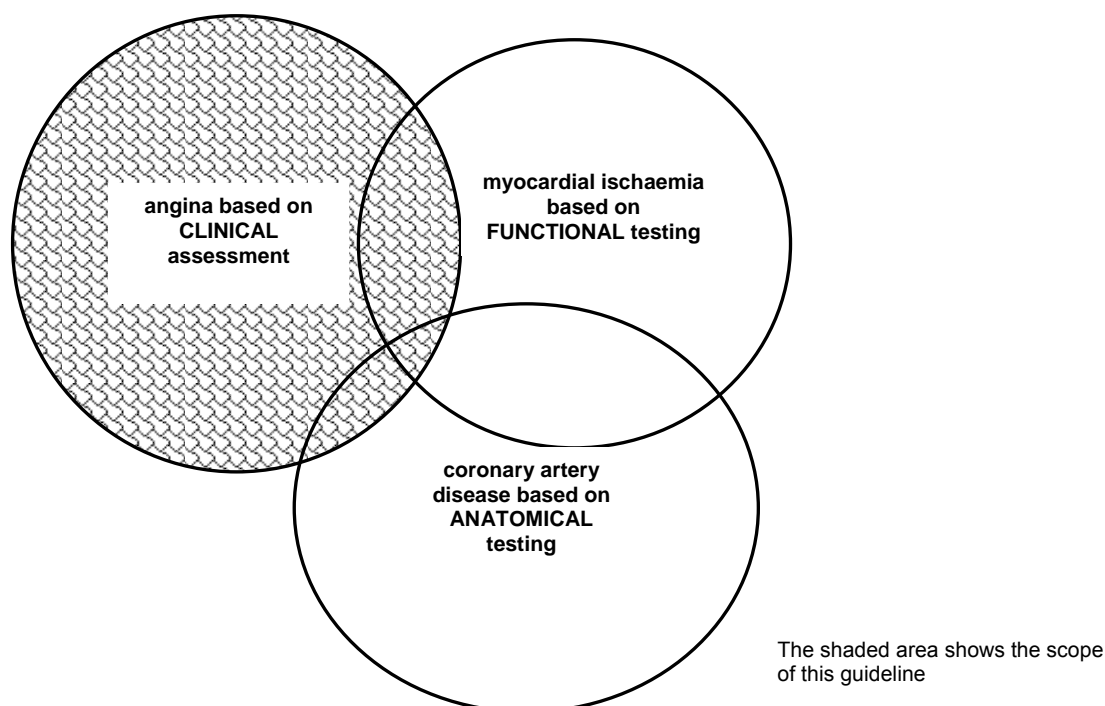 angina based on
CLINICAL
assessment
myocardial ischaemia
based on
FUNCTIONAL testing
coronary artery
disease based on
ANATOMICAL
testing
The shaded area shows the scope
of this guideline